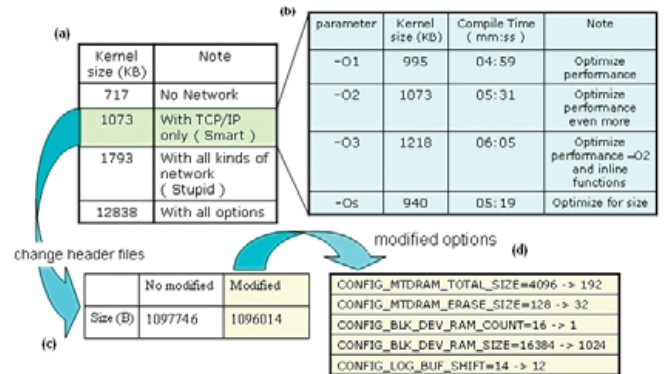 (a)
Kernel size (KB) Note
717 No Network
1073 With TCP/IP only ( Smart )
1793 With all kinds of network ( Stupid )
12838 With all options
(b)
parameter Kernel size (KB) Compile Time ( mm:ss ) Note
-O1 995 04:59 Optimize performance
-O2 1073 05:31 Optimize performance even more
-O3 1218 06:05 Optimize performance -O2 and inline functions
-Os 940 05:19 Optimize for size
change header files
modified options
(c)
No modified Modified
Size (B) 1097746 1096014
(d)
CONFIG_MTDRAM_TOTAL_SIZE=4096 -> 192
CONFIG_MTDRAM_ERASE_SIZE=128 -> 32
CONFIG_BLK_DEV_RAM_COUNT=16 -> 1
CONFIG_BLK_DEV_RAM_SIZE=16384 -> 1024
CONFIG_LOG_BUF_SHIFT=14 -> 12